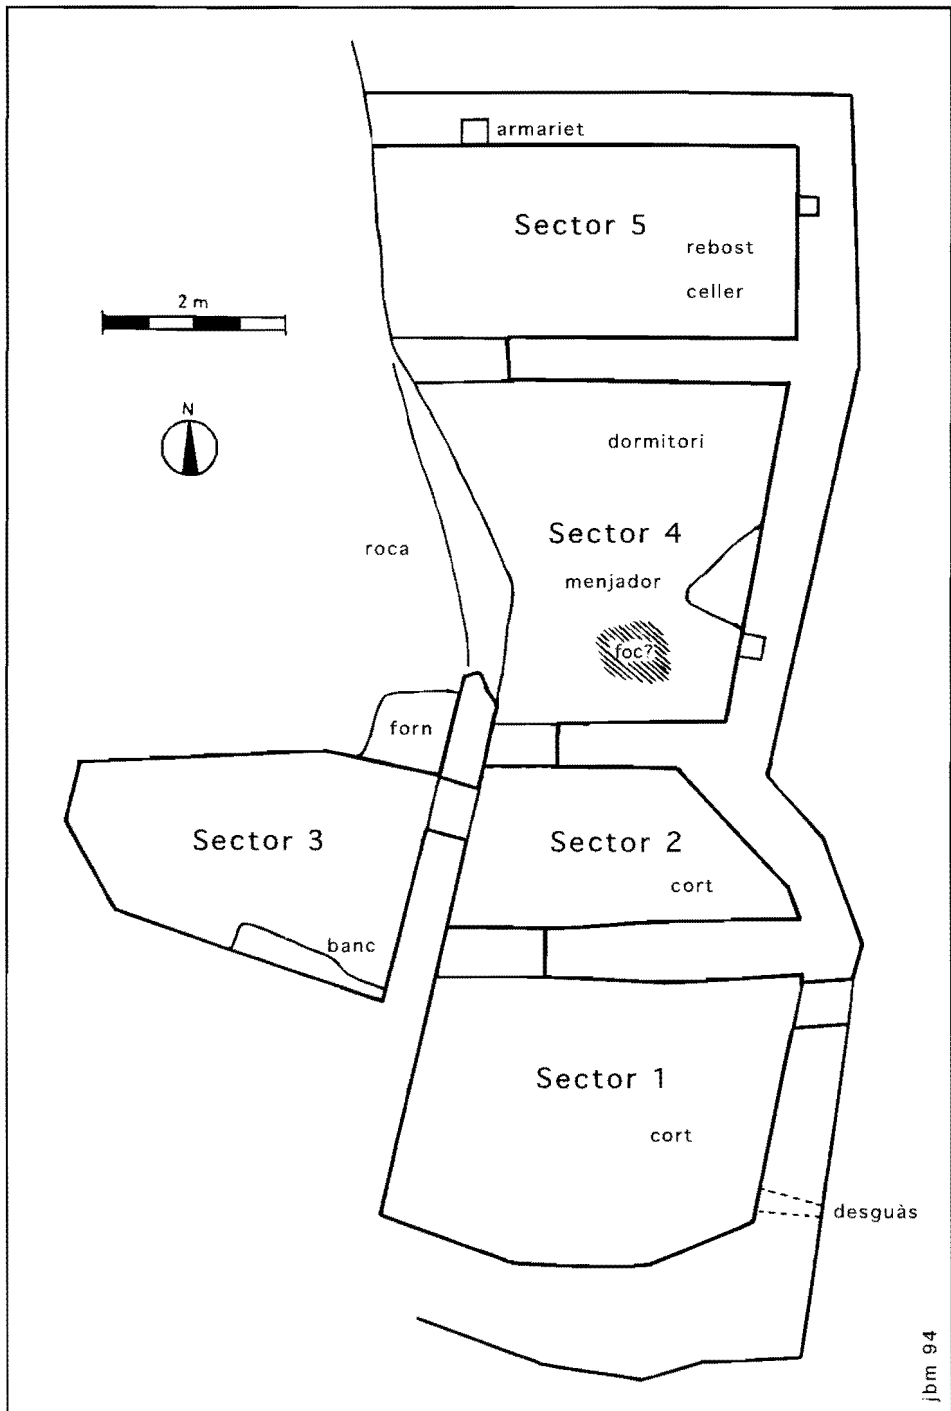 armariet
Sector 5
rebost
celler
2 m
N
dormitori
Sector 4
roca
menjador
foc?
forn
Sector 3
Sector 2
cort
banc
Sector 1
cort
desguàs
jbm 94